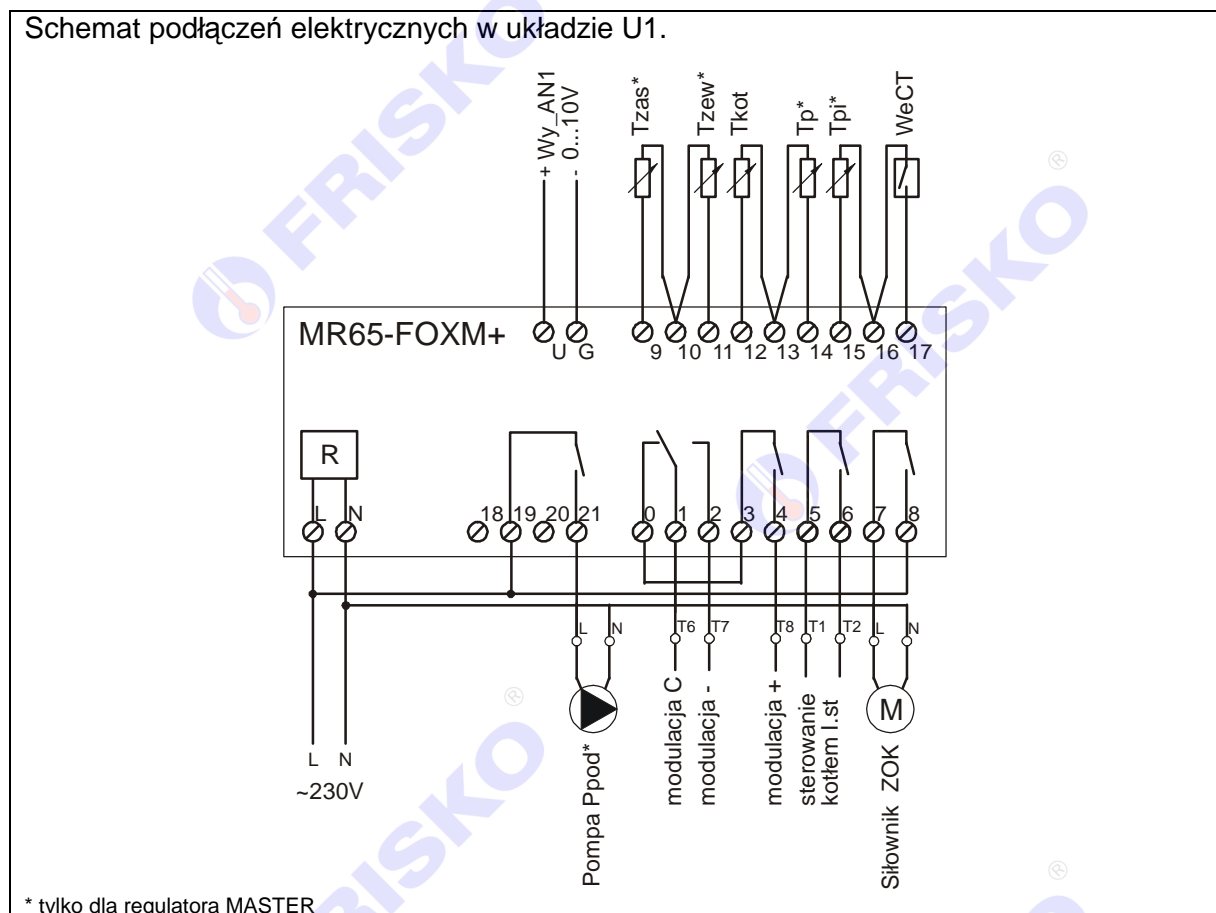 Schemat podłączeń elektrycznych w układzie U1.
+ Wy_AN1
- 0...10V
Tzas*
Tzew*
Tkot
Tp*
Tpi*
WeCT
MR65-FOXM+
U G 9 10 11 12 13 14 15 16 17
R
L N 18 19 20 21 0 1 2 3 4 5 6 7 8
L N T6 T7 T8 T1 T2 L N
M
L N
~230V
Pompa Ppod*
modulacja C
modulacja -
modulacja +
sterowanie
kotłem I.st
Siłownik ZOK
* tylko dla regulatora MASTER
FRISKO
®
FRISKO
®
FRISKO
FRISKO
®
®